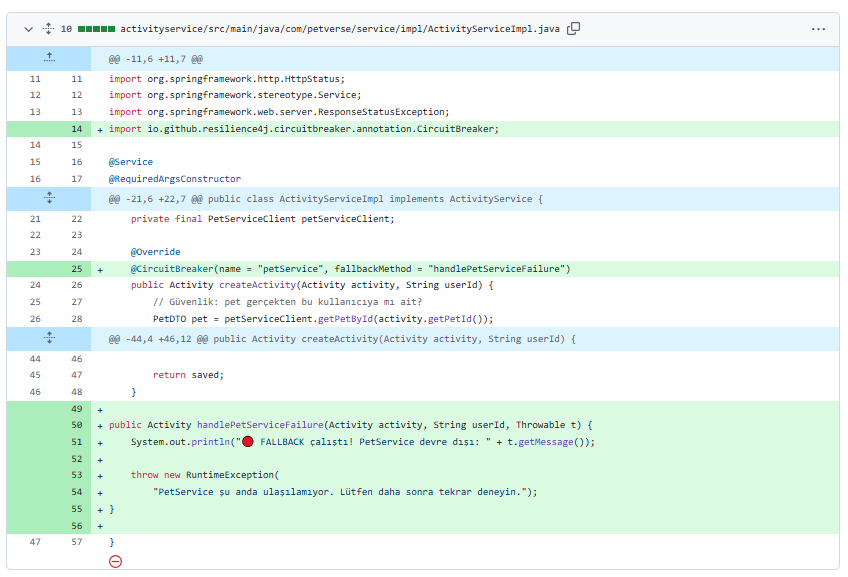 10 activityservice/src/main/java/com/petverse/service/impl/ActivityServiceImpl.java
@@ -11,6 +11,7 @@
11 11 import org.springframework.http.HttpStatus;
12 12 import org.springframework.stereotype.Service;
13 13 import org.springframework.web.server.ResponseStatusException;
14 + import io.github.resilience4j.circuitbreaker.annotation.CircuitBreaker;
14 15
15 16 @Service
16 17 @RequiredArgsConstructor
@@ -21,6 +22,7 @@ public class ActivityServiceImpl implements ActivityService {
21 22 private final PetServiceClient petServiceClient;
22 23
23 24 @Override
25 + @CircuitBreaker(name = "petService", fallbackMethod = "handlePetServiceFailure")
24 26 public Activity createActivity(Activity activity, String userId) {
25 27 // Güvenlik: pet gerçekten bu kullanıcıya mı ait?
26 28 PetDTO pet = petServiceClient.getPetById(activity.getPetId());
@@ -44,4 +46,12 @@ public Activity createActivity(Activity activity, String userId) {
44 46
45 47 return saved;
46 48 }
49 +
50 + public Activity handlePetServiceFailure(Activity activity, String userId, Throwable t) {
51 + System.out.println("🔴 FALLBACK çalıştı! PetService devre dışı: " + t.getMessage());
52 +
53 + throw new RuntimeException(
54 + "PetService şu anda ulaşılamıyor. Lütfen daha sonra tekrar deneyin.");
55 + }
56 +
47 57 }